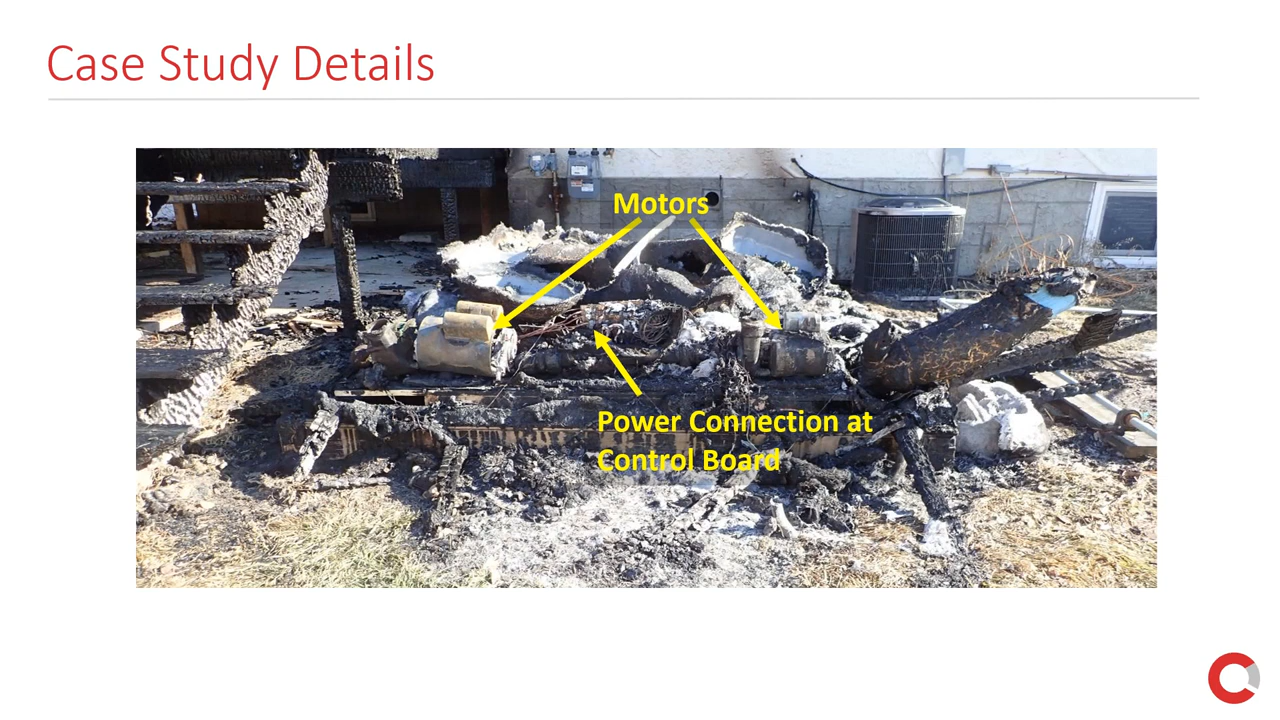 Case Study Details
Motors
Power Connection at
Control Board